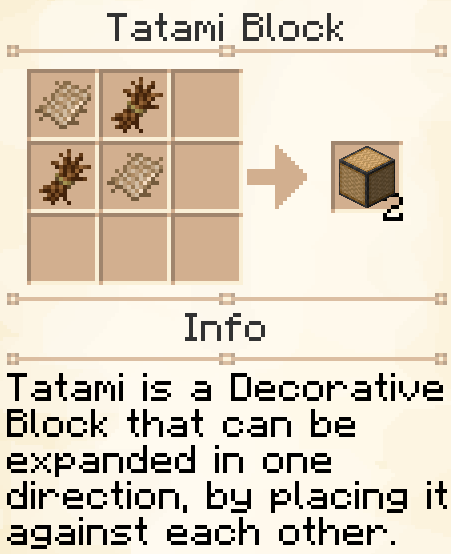 Tatami Block
2
Info
Tatami is a Decorative
Block that can be
expanded in one
direction, by placing it
against each other.